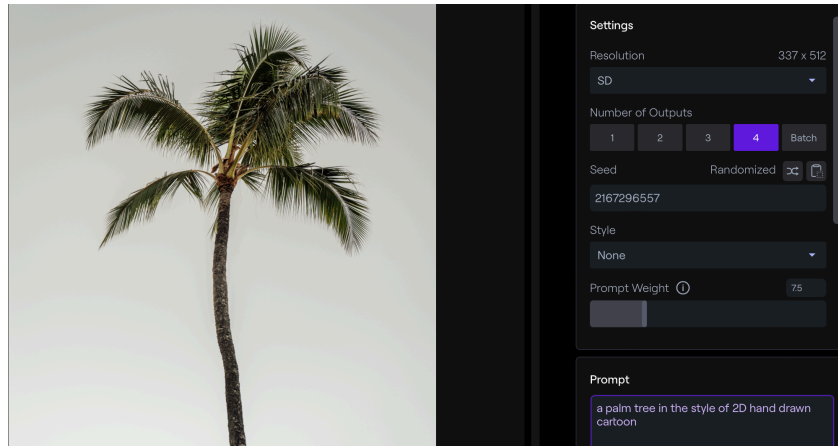 Settings
Resolution 337 x 512
SD
Number of Outputs
1 2 3 4 Batch
Seed Randomized
2167296557
Style
None
Prompt Weight i 7.5
Prompt
a palm tree in the style of 2D hand drawn
cartoon